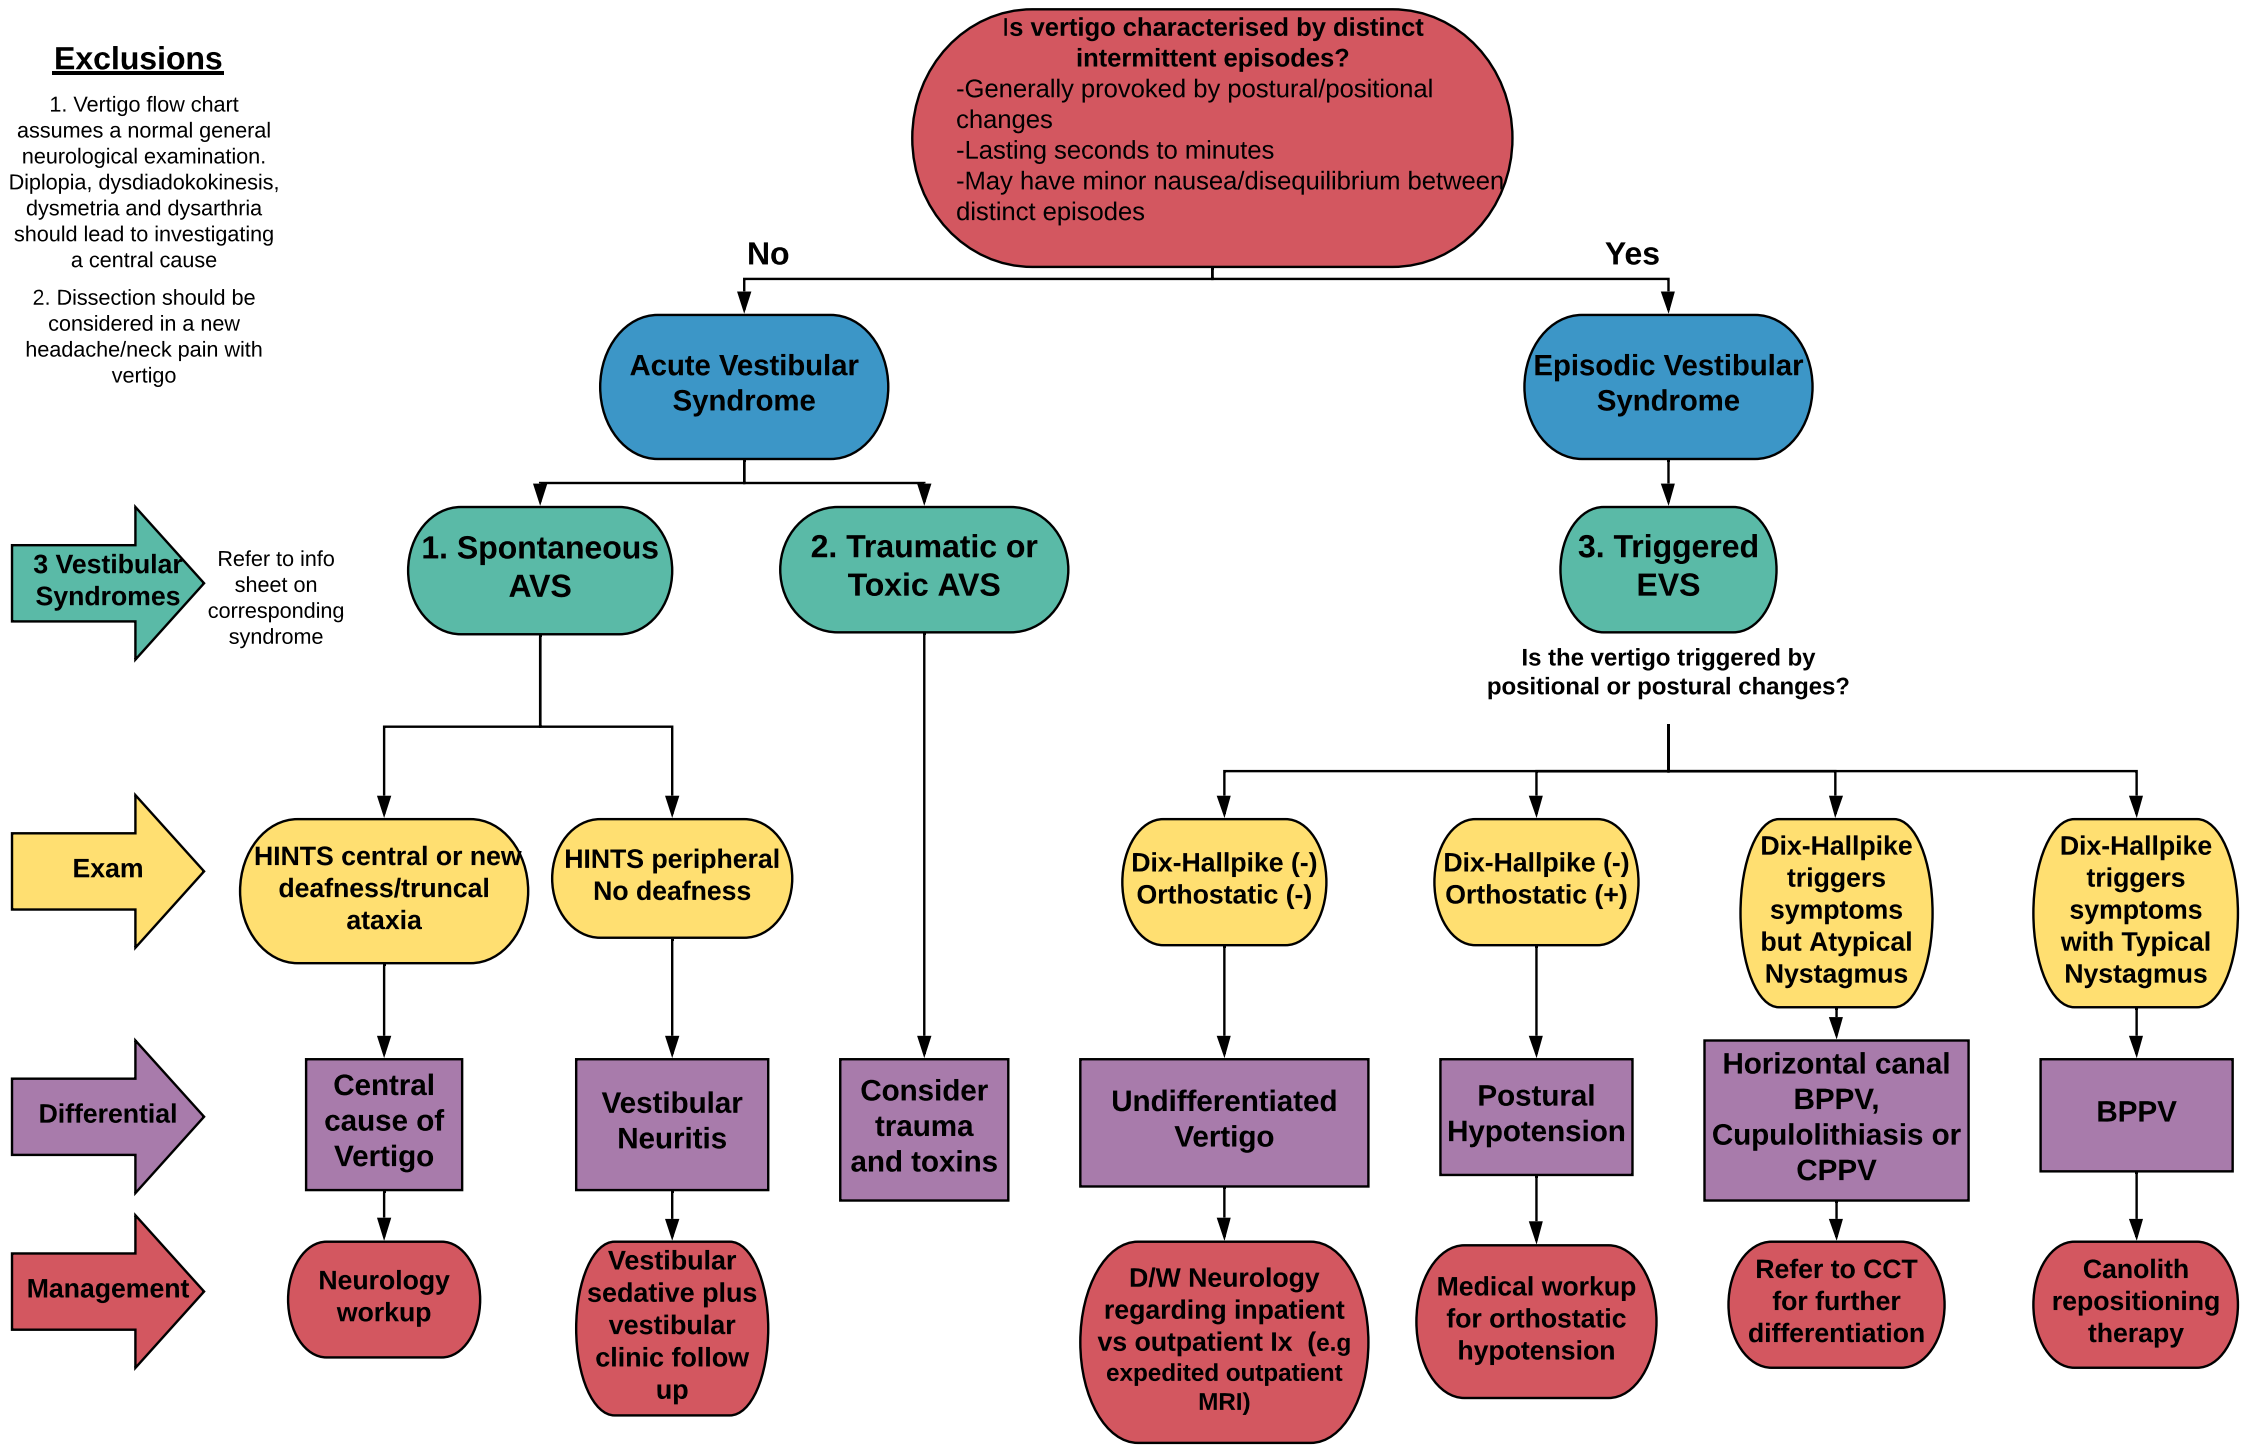 Exclusions
1. Vertigo flow chart
assumes a normal general
neurological examination.
Diplopia, dysdiadokokinesis,
dysmetria and dysarthria
should lead to investigating
a central cause
2. Dissection should be
considered in a new
headache/neck pain with
vertigo
Is vertigo characterised by distinct
intermittent episodes?
-Generally provoked by postural/positional
changes
-Lasting seconds to minutes
-May have minor nausea/disequilibrium between
distinct episodes
No
Yes
Acute Vestibular
Syndrome
Episodic Vestibular
Syndrome
3 Vestibular
Syndromes
Refer to info
sheet on
corresponding
syndrome
1. Spontaneous
AVS
2. Traumatic or
Toxic AVS
3. Triggered
EVS
Is the vertigo triggered by
positional or postural changes?
Exam
HINTS central or new
deafness/truncal
ataxia
HINTS peripheral
No deafness
Dix-Hallpike (-)
Orthostatic (-)
Dix-Hallpike (-)
Orthostatic (+)
Dix-Hallpike
triggers
symptoms
but Atypical
Nystagmus
Dix-Hallpike
triggers
symptoms
with Typical
Nystagmus
Differential
Central
cause of
Vertigo
Vestibular
Neuritis
Consider
trauma
and toxins
Undifferentiated
Vertigo
Postural
Hypotension
Horizontal canal
BPPV,
Cupulolithiasis or
CPPV
BPPV
Management
Neurology
workup
Vestibular
sedative plus
vestibular
clinic follow
up
D/W Neurology
regarding inpatient
vs outpatient Ix (e.g
expedited outpatient
MRI)
Medical workup
for orthostatic
hypotension
Refer to CCT
for further
differentiation
Canolith
repositioning
therapy